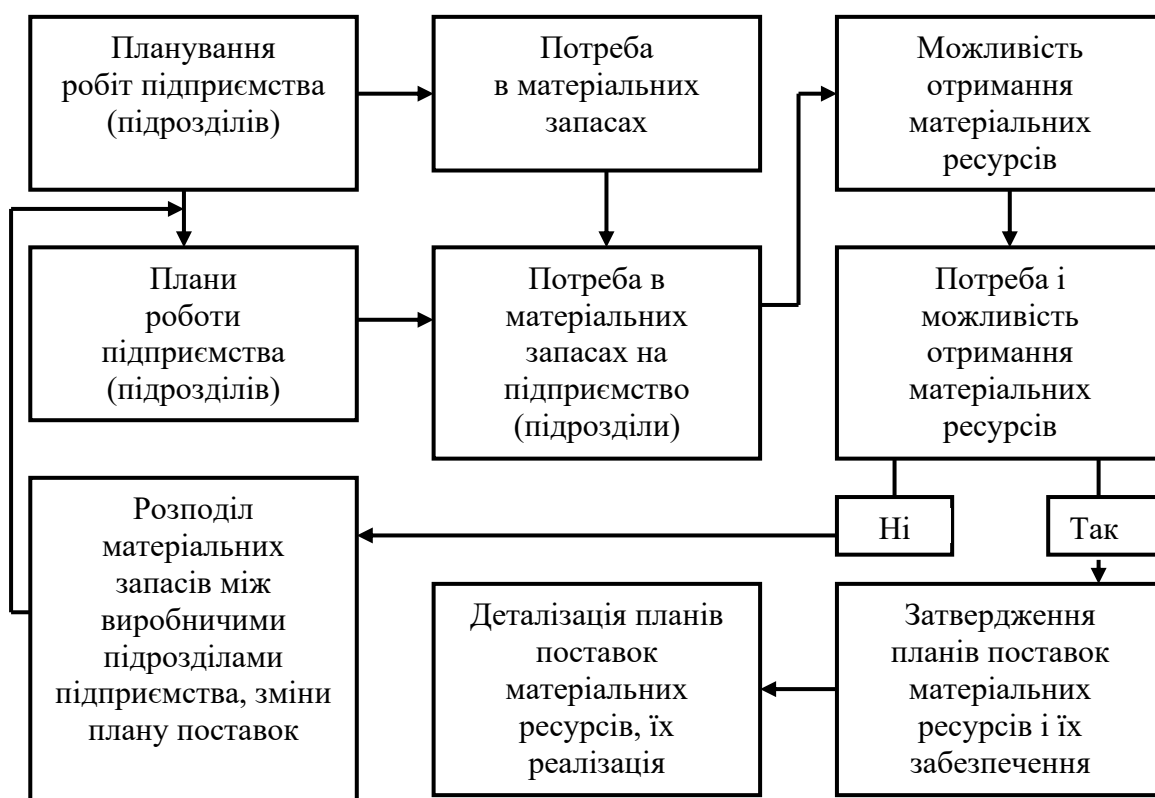 Планування
робіт підприємства
(підрозділів)
Потреба
в матеріальних
запасах
Можливість
отримання
матеріальних
ресурсів
Плани
роботи
підприємства
(підрозділів)
Потреба в
матеріальних
запасах на
підприємство
(підрозділи)
Потреба і
можливість
отримання
матеріальних
ресурсів
Ні
Так
Розподіл
матеріальних
запасів між
виробничими
підрозділами
підприємства, зміни
плану поставок
Деталізація планів
поставок
матеріальних
ресурсів, їх
реалізація
Затвердження
планів поставок
матеріальних
ресурсів і їх
забезпечення